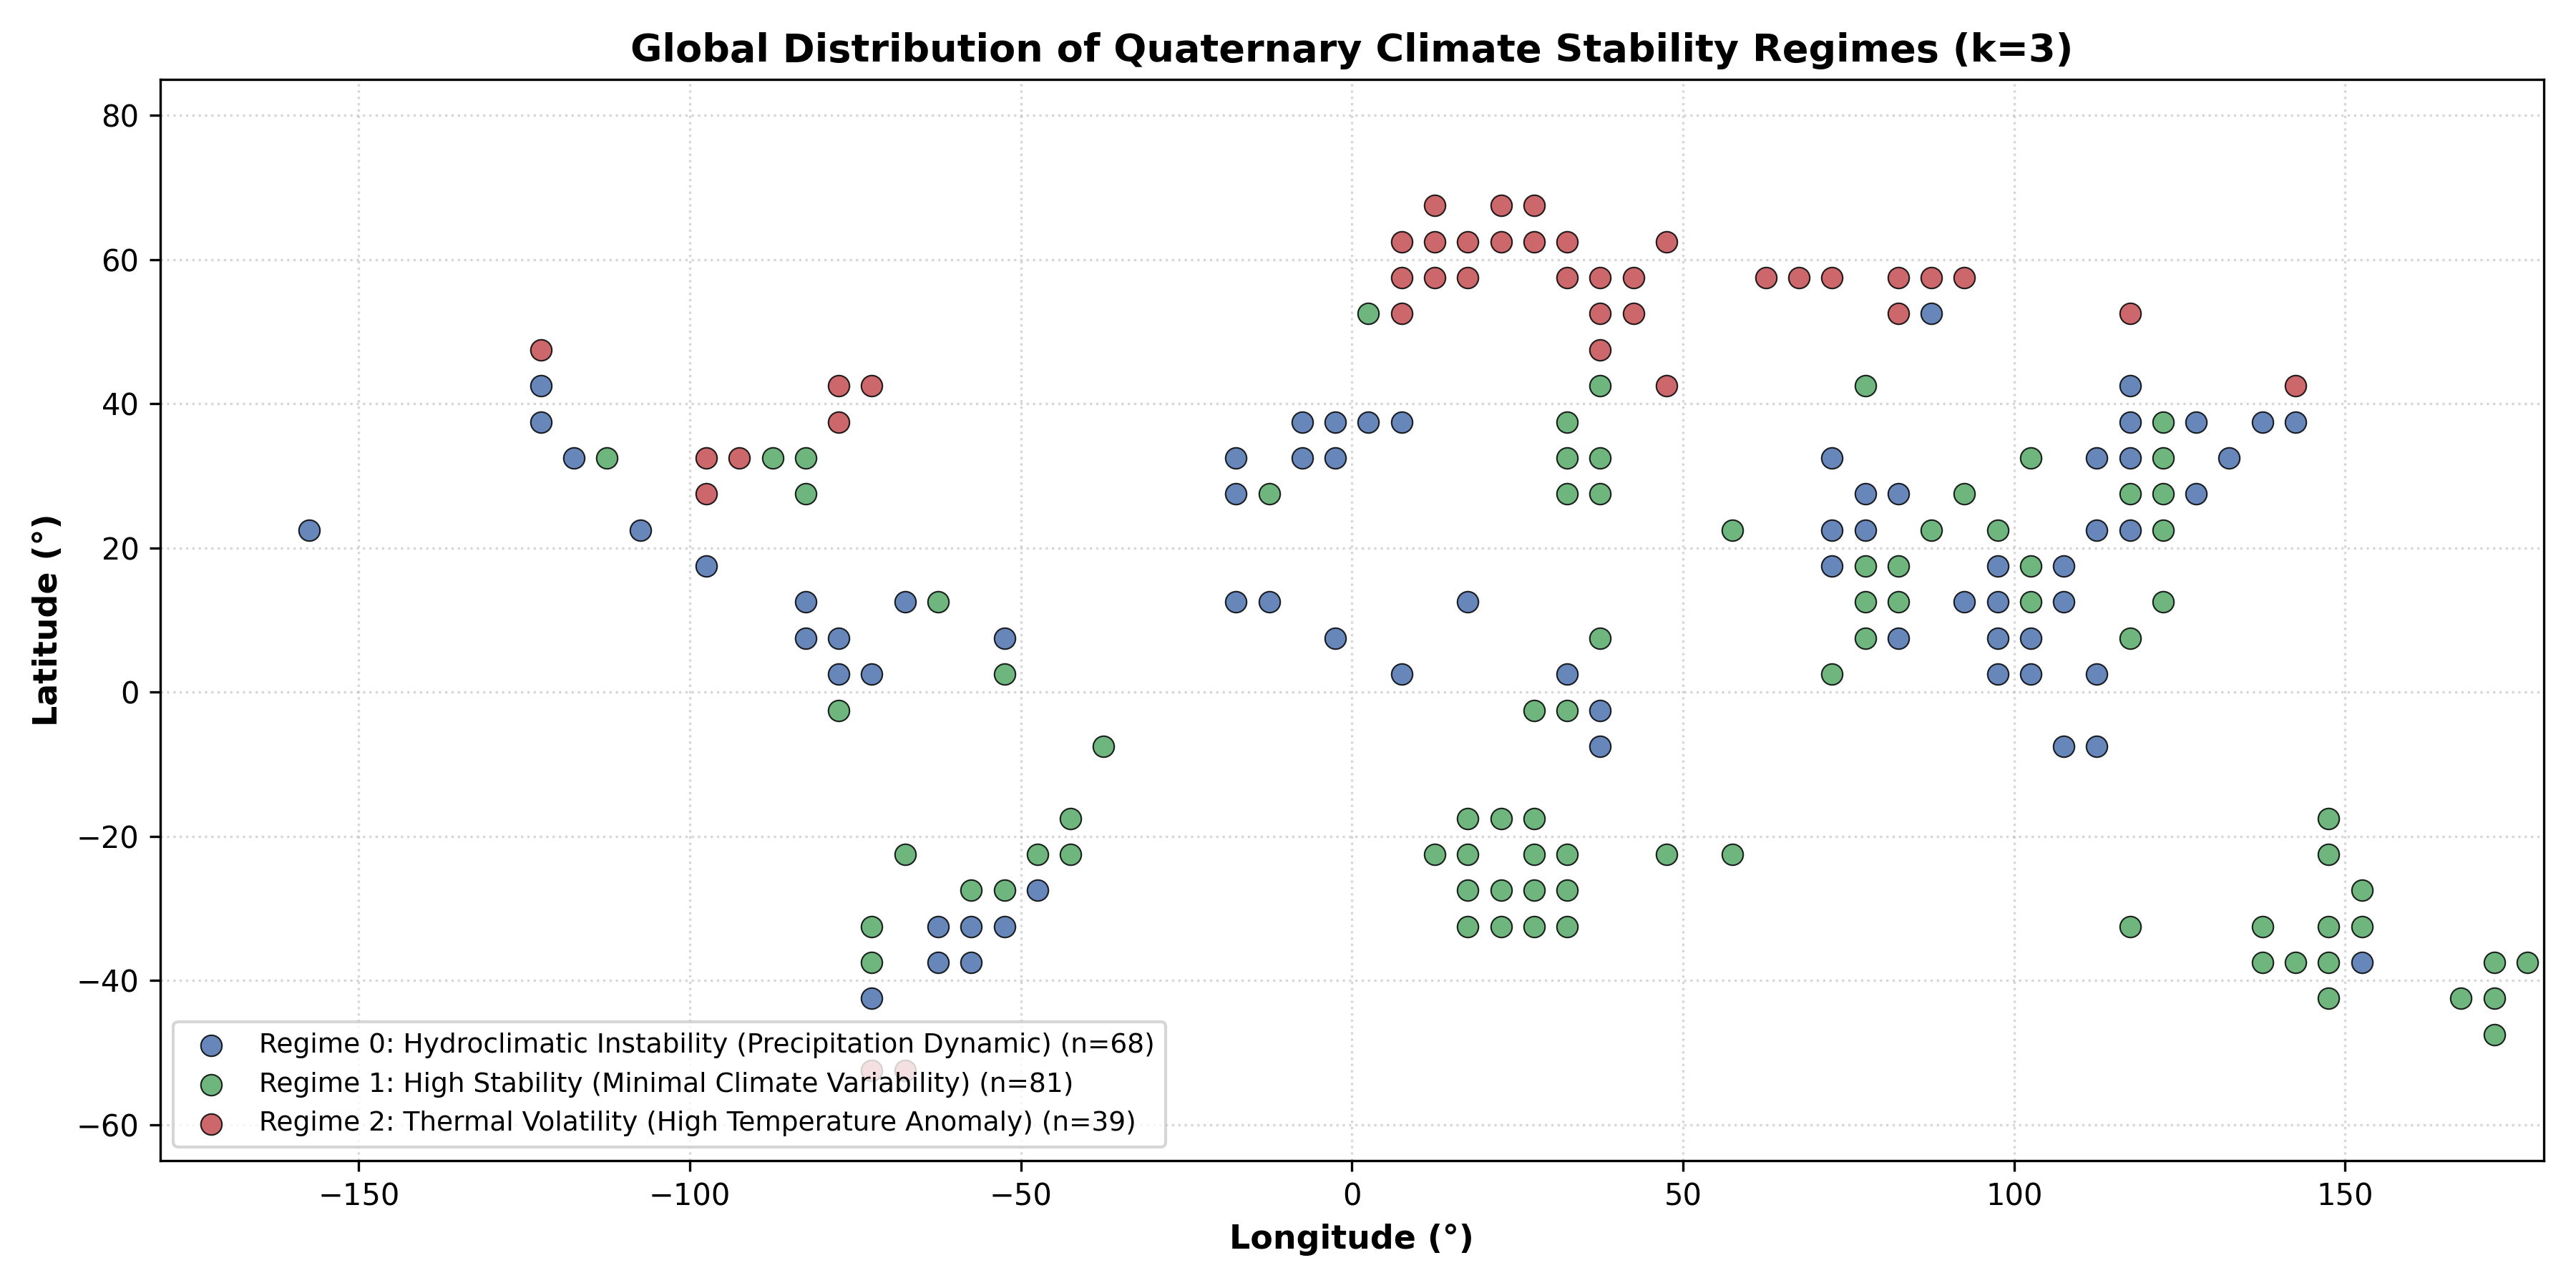 Global Distribution of Quaternary Climate Stability Regimes (k=3)
80
60
40
20
0
−20
−40
−60
Latitude (°)
Regime 0: Hydroclimatic Instability (Precipitation Dynamic) (n=68)
Regime 1: High Stability (Minimal Climate Variability) (n=81)
Regime 2: Thermal Volatility (High Temperature Anomaly) (n=39)
−150
−100
−50
0
50
100
150
Longitude (°)